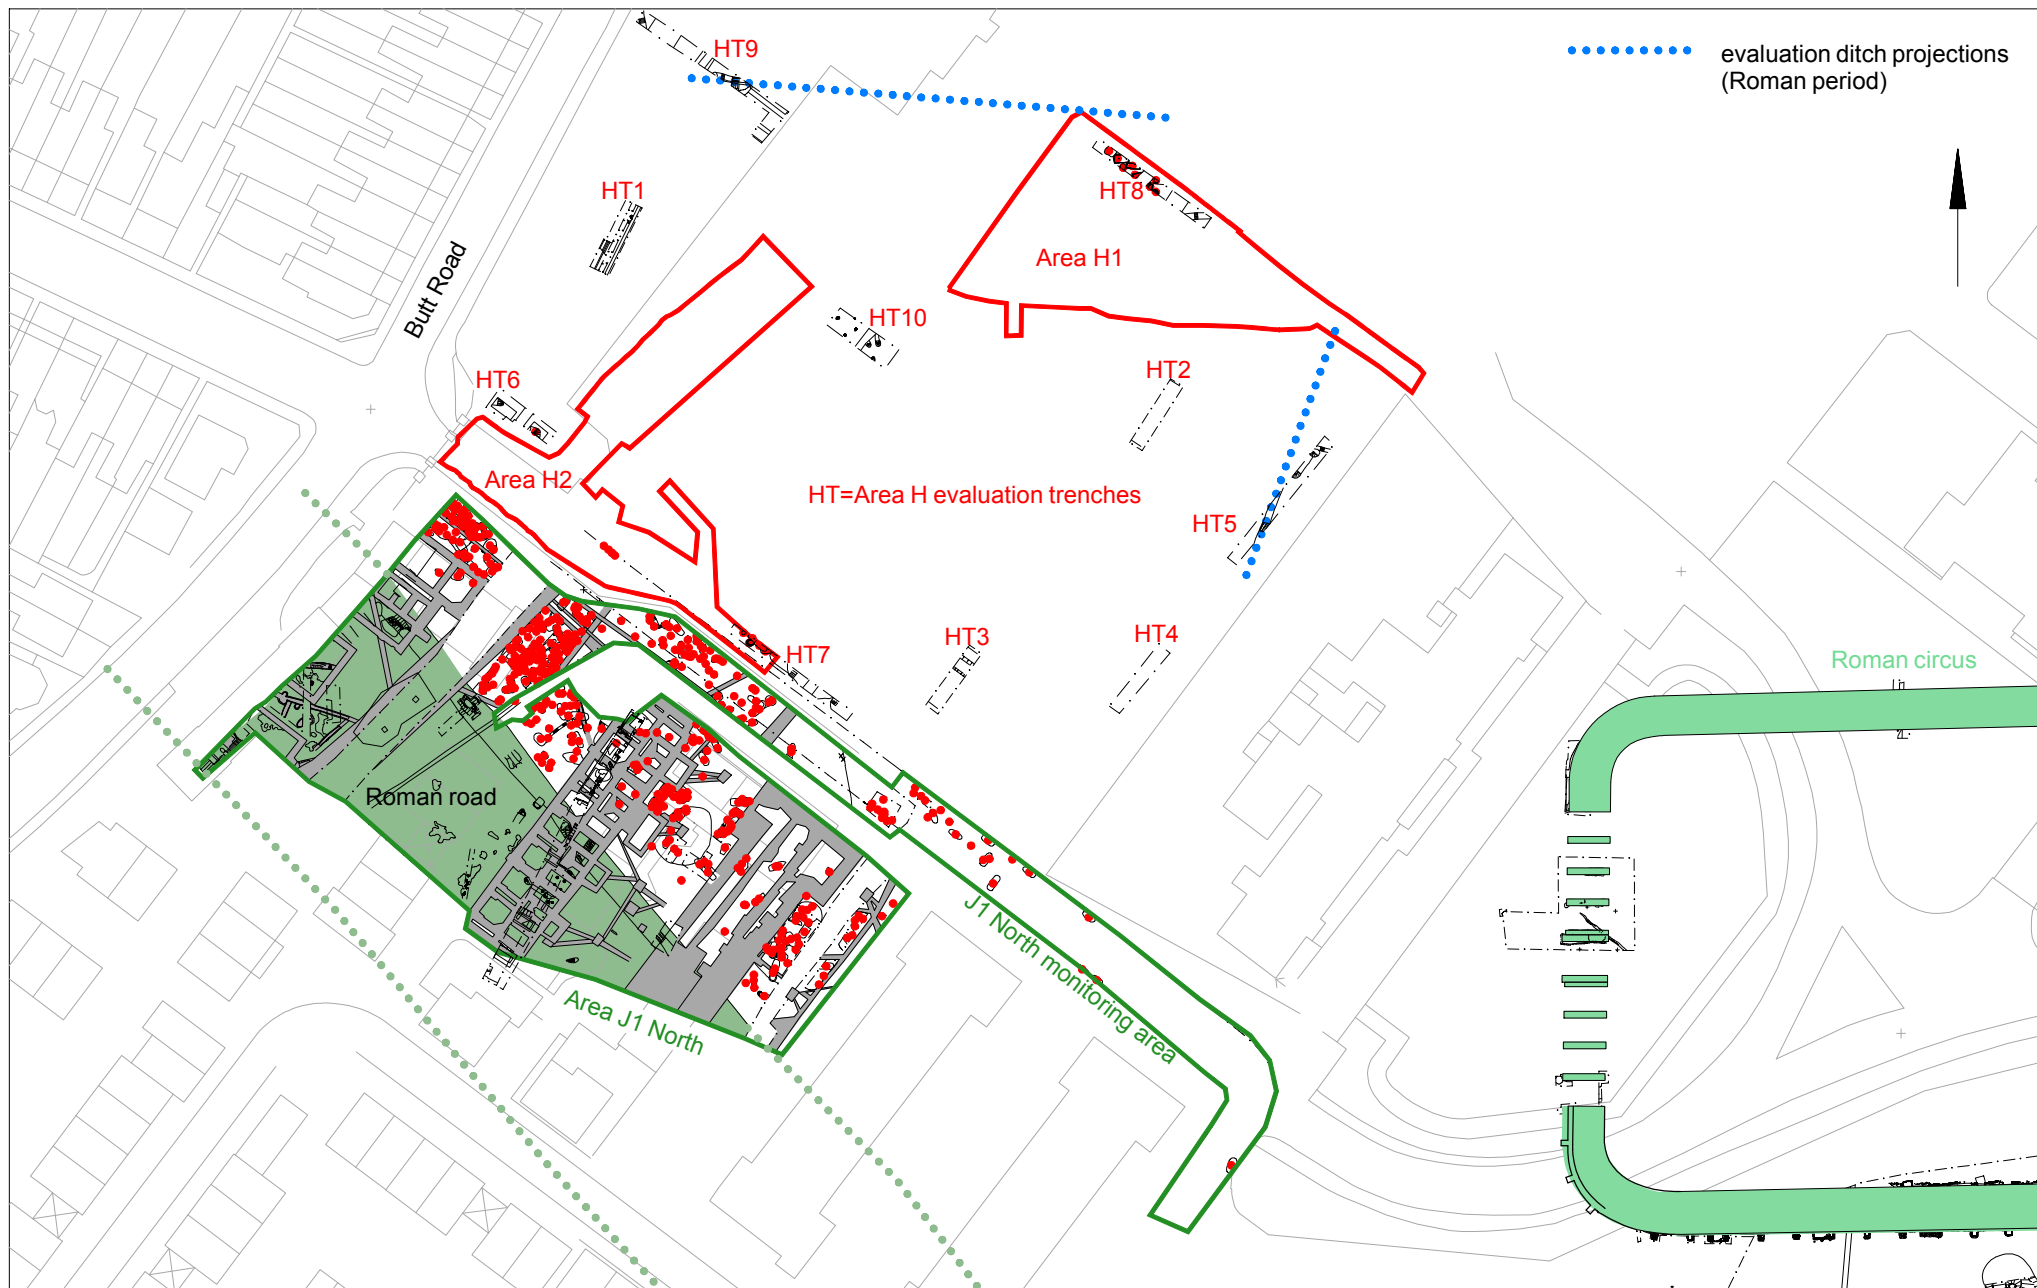 HT9
evaluation ditch projections
(Roman period)
HT1
HT8
Area H1
Butt Road
HT10
HT6
HT2
Area H2
HT=Area H evaluation trenches
HT5
HT7
HT3
HT4
Roman circus
Roman road
J1 North monitoring area
Area J1 North